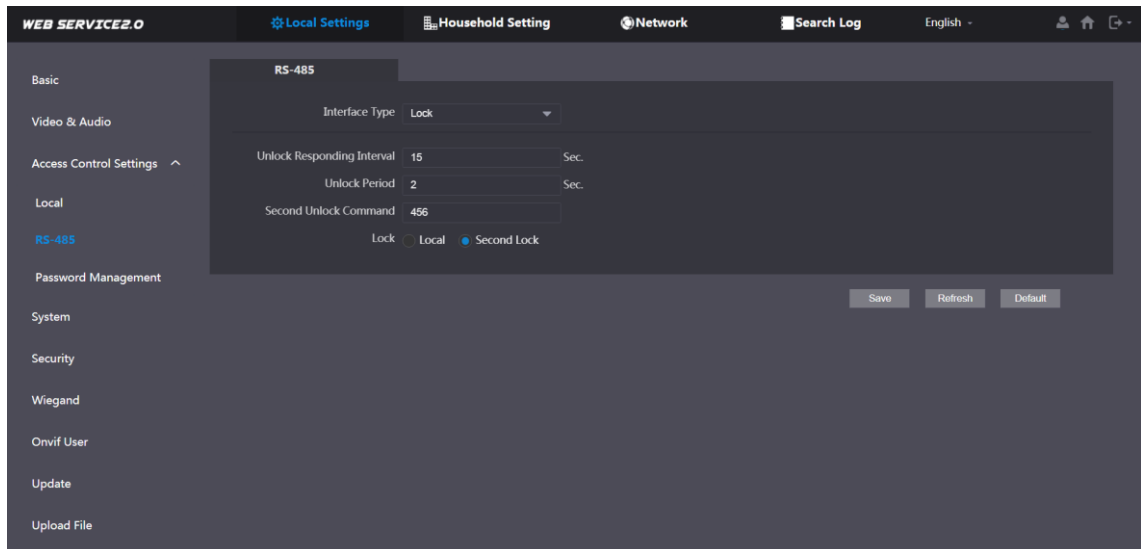 WEB SERVICE2.0
Local Settings
Household Setting
Network
Search Log
English
Basic
Video & Audio
Access Control Settings
Local
RS-485
Password Management
System
Security
Wiegand
Onvif User
Update
Upload File
RS-485
Interface Type Lock
Unlock Responding Interval 15 Sec.
Unlock Period 2 Sec.
Second Unlock Command 456
Lock Local Second Lock
Save Refresh Default